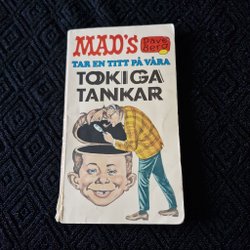 MAD'S
Dave
Berg
TAR EN TITT PÅ VÅRA
TOKIGA
TANKAR